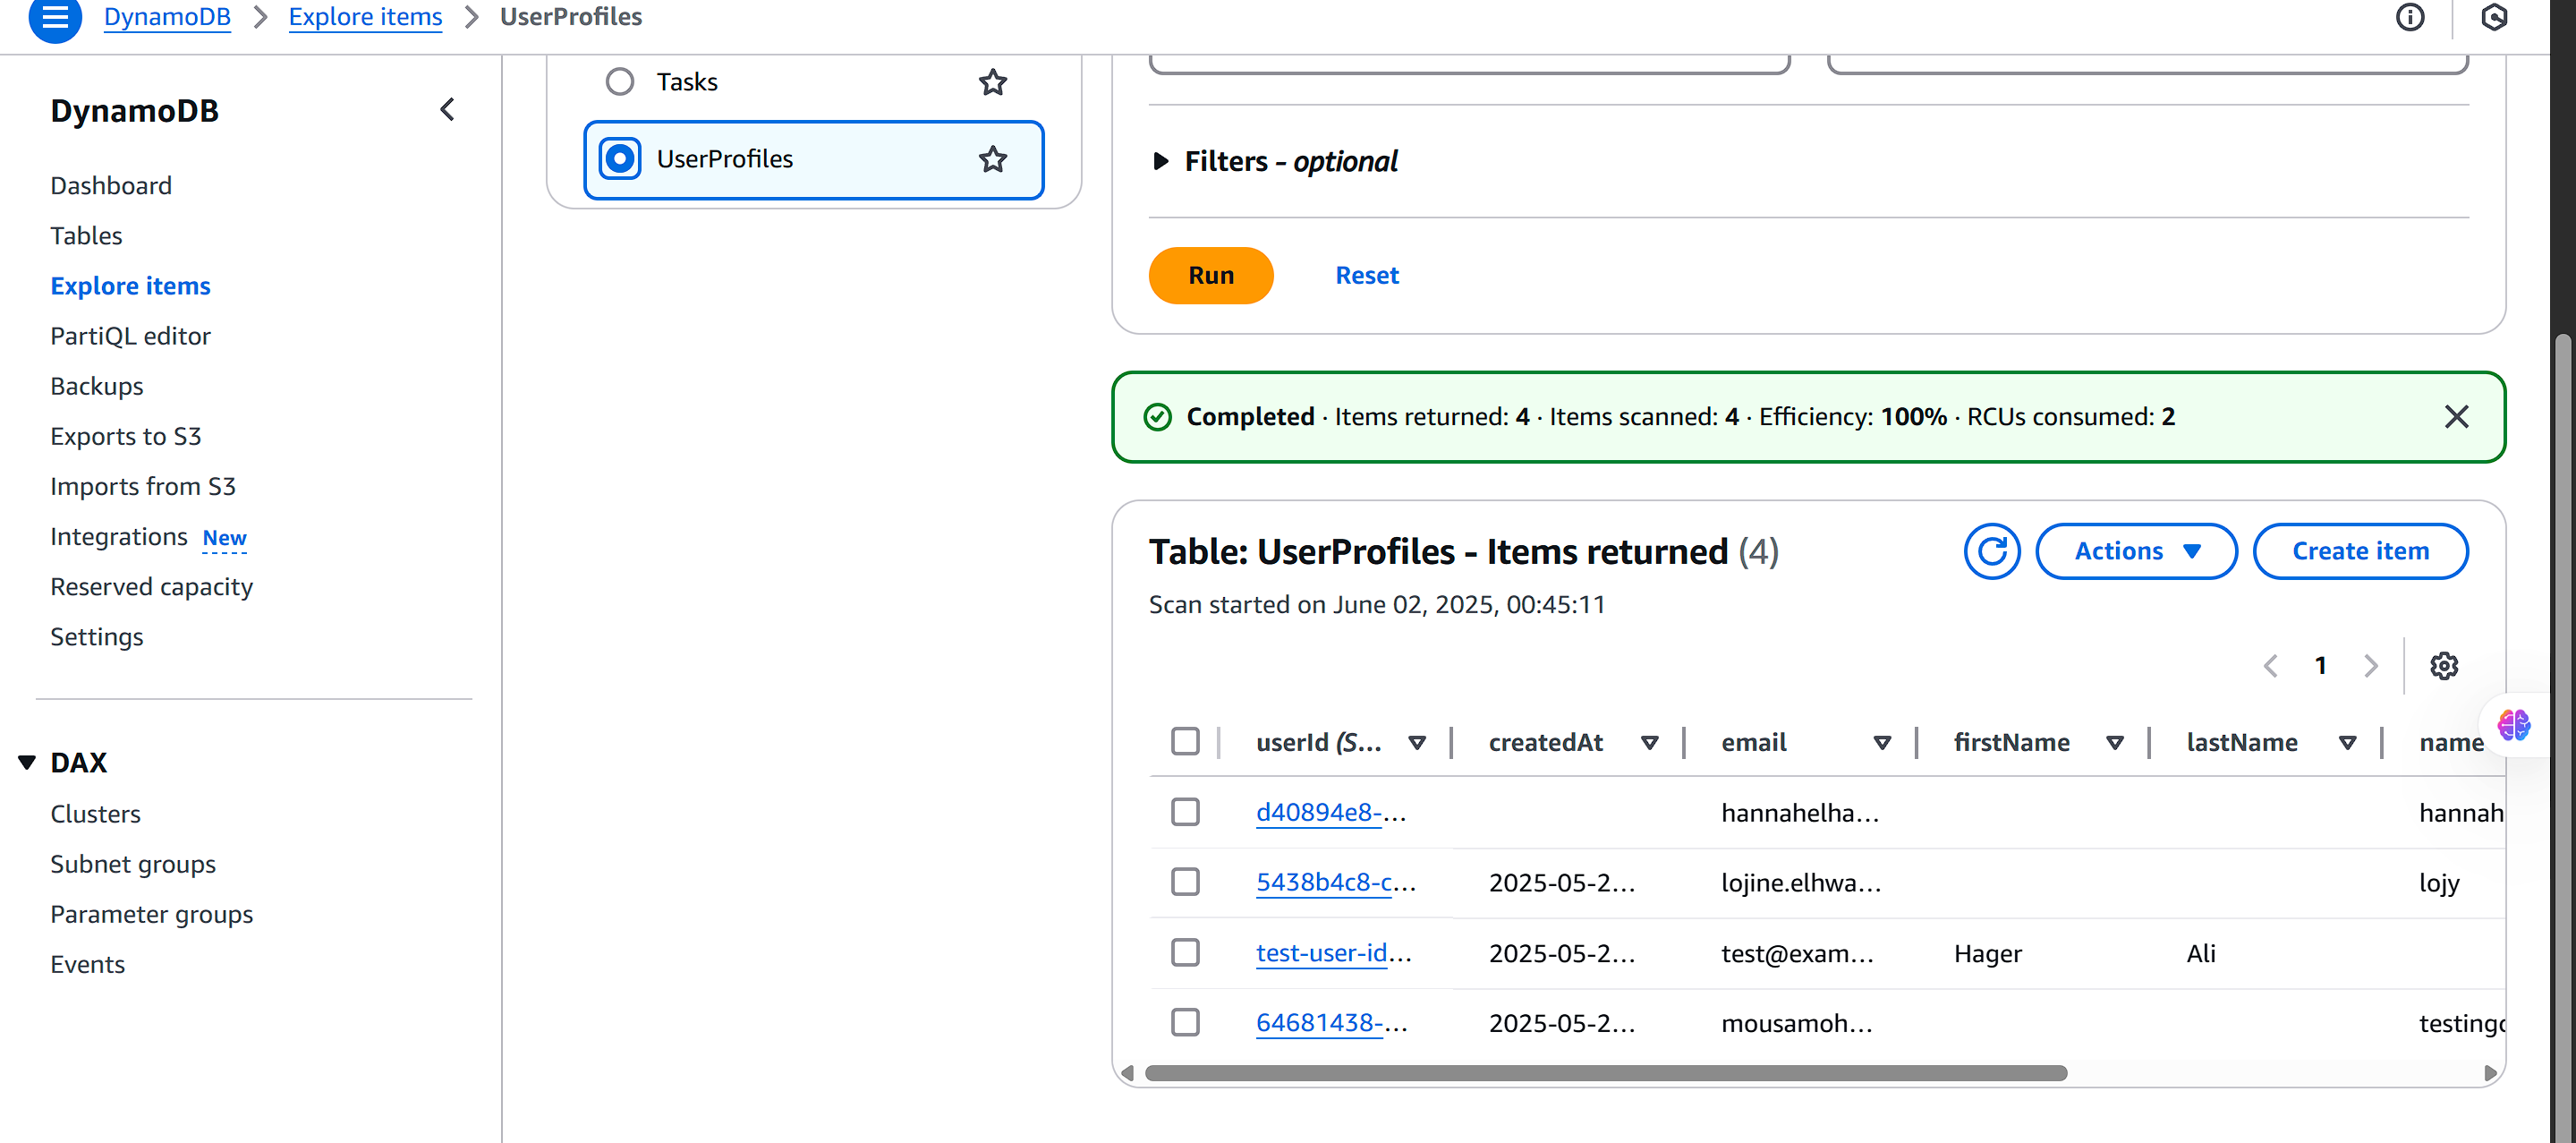 DynamoDB > Explore items > UserProfiles
DynamoDB
Dashboard
Tables
Explore items
PartiQL editor
Backups
Exports to S3
Imports from S3
Integrations New
Reserved capacity
Settings
DAX
Clusters
Subnet groups
Parameter groups
Events
Tasks
UserProfiles
Filters – optional
Run Reset
Completed · Items returned: 4 · Items scanned: 4 · Efficiency: 100% · RCUs consumed: 2
Table: UserProfiles - Items returned (4)
Actions Create item
Scan started on June 02, 2025, 00:45:11
1
userId (S... createdAt email firstName lastName name
d40894e8-... hannahelha... hannah
5438b4c8-c... 2025-05-2... lojine.elhwa... lojy
test-user-id... 2025-05-2... test@exam... Hager Ali
64681438-... 2025-05-2... mousamoh... testing